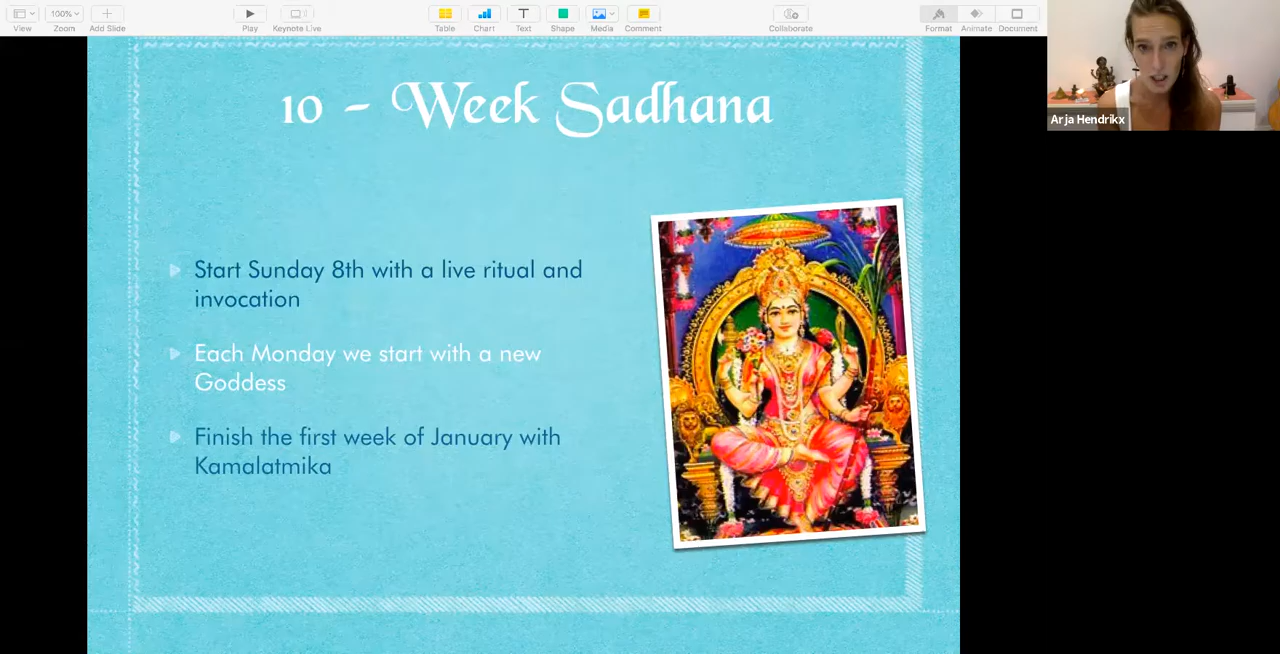 View
100%
Zoom
Add Slide
Play
Keynote Live
Table
Chart
Text
Shape
Media
Comment
Collaborate
Format
Animate
Document
Arja Hendrikx
10 - Week Sadhana
Start Sunday 8th with a live ritual and
invocation
Each Monday we start with a new
Goddess
Finish the first week of January with
Kamalatmika